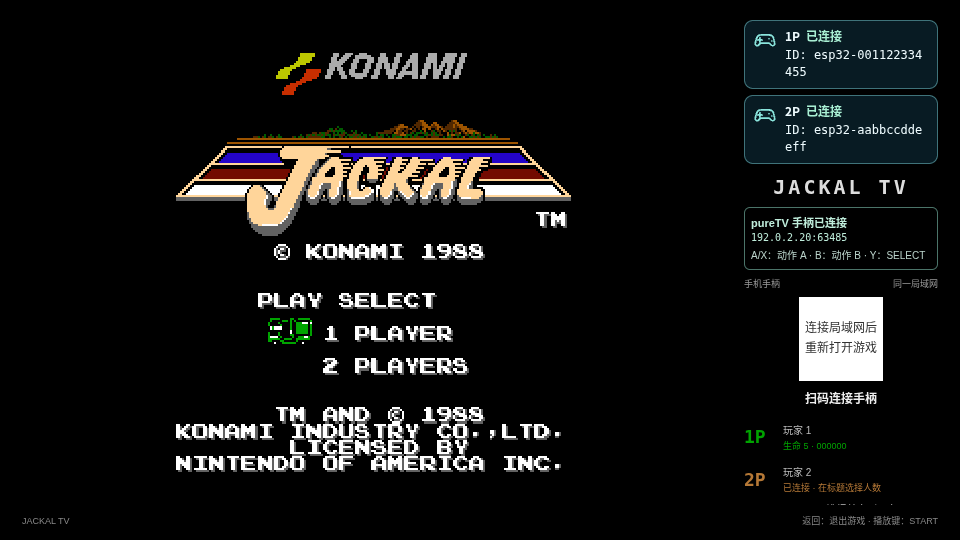 KONAMI
JACKAL
TM
© KONAMI 1988
PLAY SELECT
1 PLAYER
2 PLAYERS
TM AND © 1988
KONAMI INDUSTRY CO.,LTD.
LICENSED BY
NINTENDO OF AMERICA INC.
JACKAL TV
1P 已连接
ID: esp32-001122334
455
2P 已连接
ID: esp32-aabbccdde
eff
JACKAL TV
pureTV 手柄已连接
192.0.2.20:63485
A/X: 动作 A · B: 动作 B · Y: SELECT
手机手柄 同一局域网
连接局域网后
重新打开游戏
扫码连接手柄
1P 玩家 1
生命 5 · 000000
2P 玩家 2
已连接 · 在标题选择人数
返回: 退出游戏 · 播放键: START